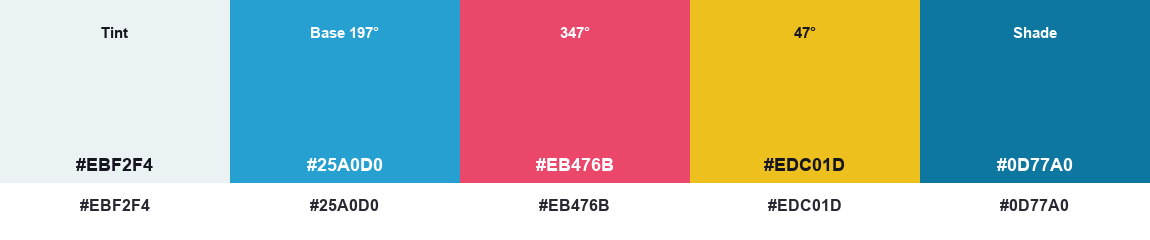 Tint
Base 197°
347°
47°
Shade
#EBF2F4
#25A0D0
#EB476B
#EDC01D
#0D77A0
#EBF2F4
#25A0D0
#EB476B
#EDC01D
#0D77A0